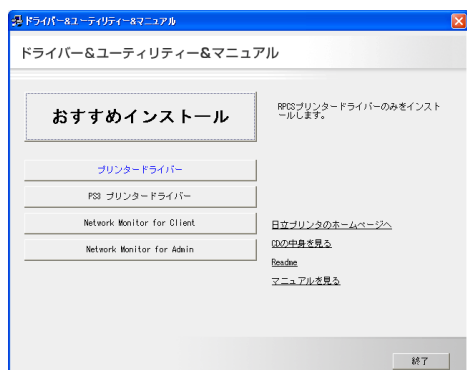 ドライバー&ユーティリティー&マニュアル
ドライバー&ユーティリティー&マニュアル
おすすめインストール
RPCSプリンタードライバーのみをインスト
ールします。
プリンタードライバー
PS3 プリンタードライバー
Network Monitor for Client
Network Monitor for Admin
日立プリンタのホームページへ
CDの中身を見る
Readme
マニュアルを見る
終了